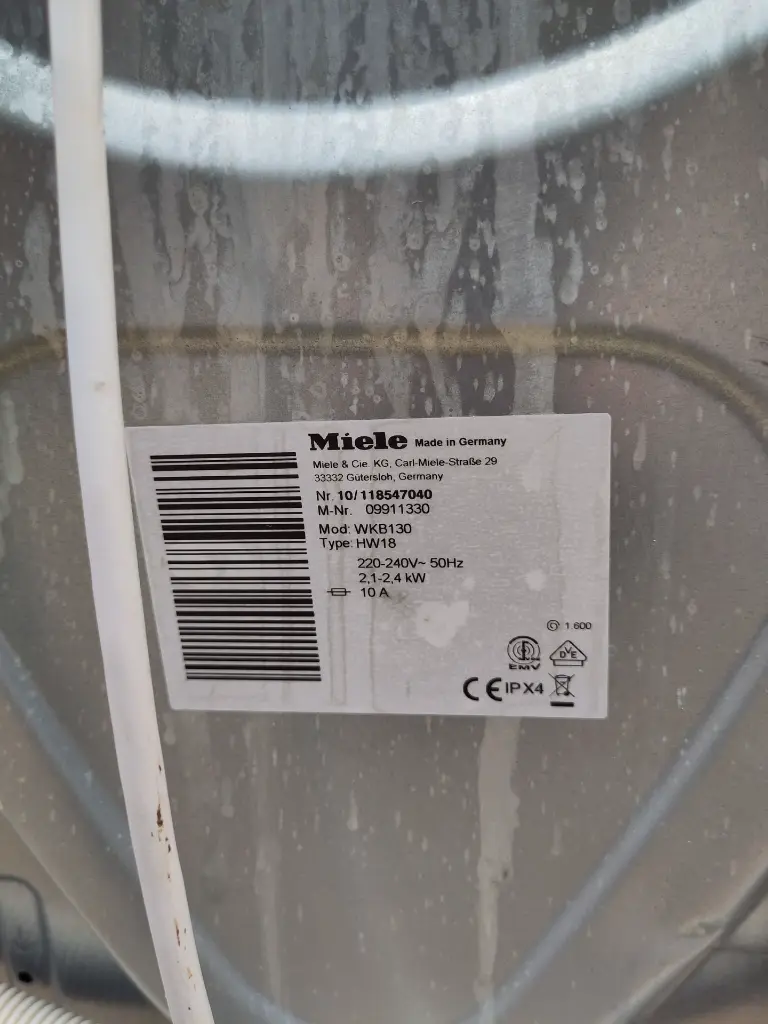 Miele Made in Germany
Miele & Cie. KG, Carl-Miele-Straße 29
33332 Gütersloh, Germany
Nr. 10/118547040
M-Nr. 09911330
Mod: WKB130
Type: HW18
220-240V~ 50Hz
2,1-2,4 kW
10 A
1.600
EMV
DVE
CE IPX4